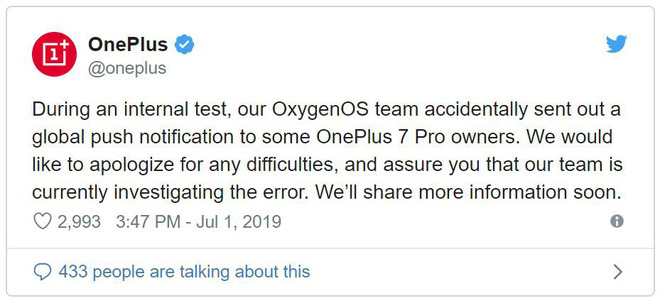 OnePlus
@oneplus
During an internal test, our OxygenOS team accidentally sent out a
global push notification to some OnePlus 7 Pro owners. We would
like to apologize for any difficulties, and assure you that our team is
currently investigating the error. We’ll share more information soon.
2,993 3:47 PM - Jul 1, 2019
433 people are talking about this